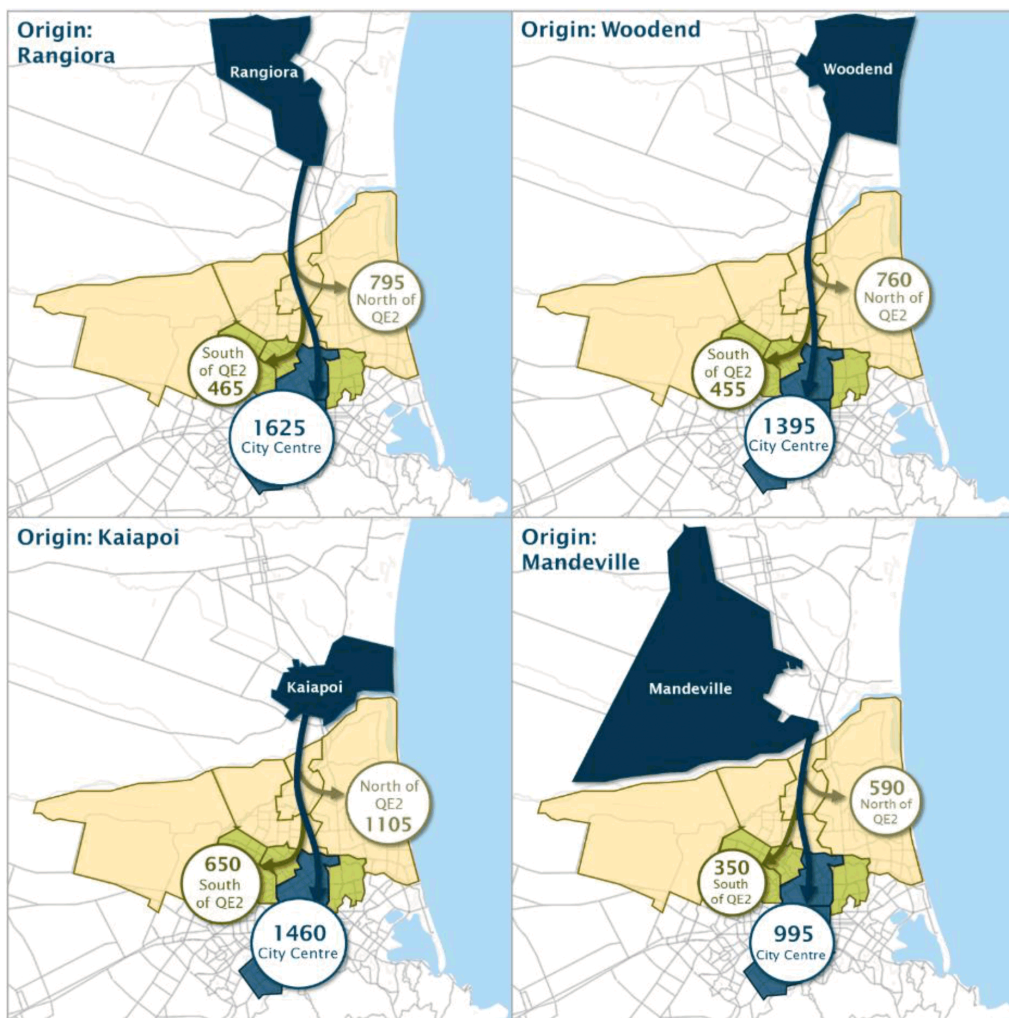 Origin:
Rangiora
Rangiora
795
North of
QE2
South
of QE2
465
1625
City Centre
Origin: Woodend
Woodend
760
North of
QE2
South
of QE2
455
1395
City Centre
Origin: Kaiapoi
Kaiapoi
North of
QE2
1105
650
South
of QE2
1460
City Centre
Origin:
Mandeville
Mandeville
590
North of
QE2
350
South
of QE2
995
City Centre